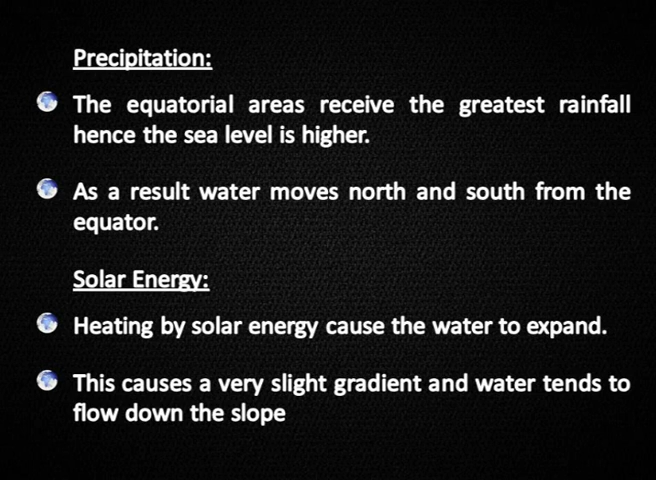 Precipitation:
The equatorial areas receive the greatest rainfall
hence the sea level is higher.
As a result water moves north and south from the
equator.
Solar Energy:
Heating by solar energy cause the water to expand.
This causes a very slight gradient and water tends to
flow down the slope